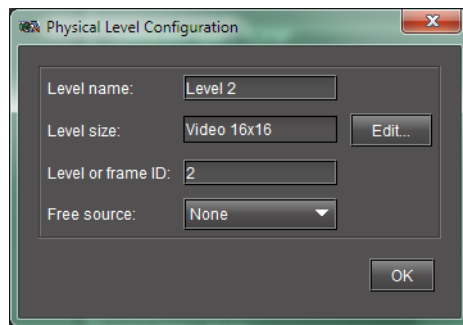 Physical Level Configuration
Level name: Level 2
Level size: Video 16x16 Edit...
Level or frame ID: 2
Free source: None
OK